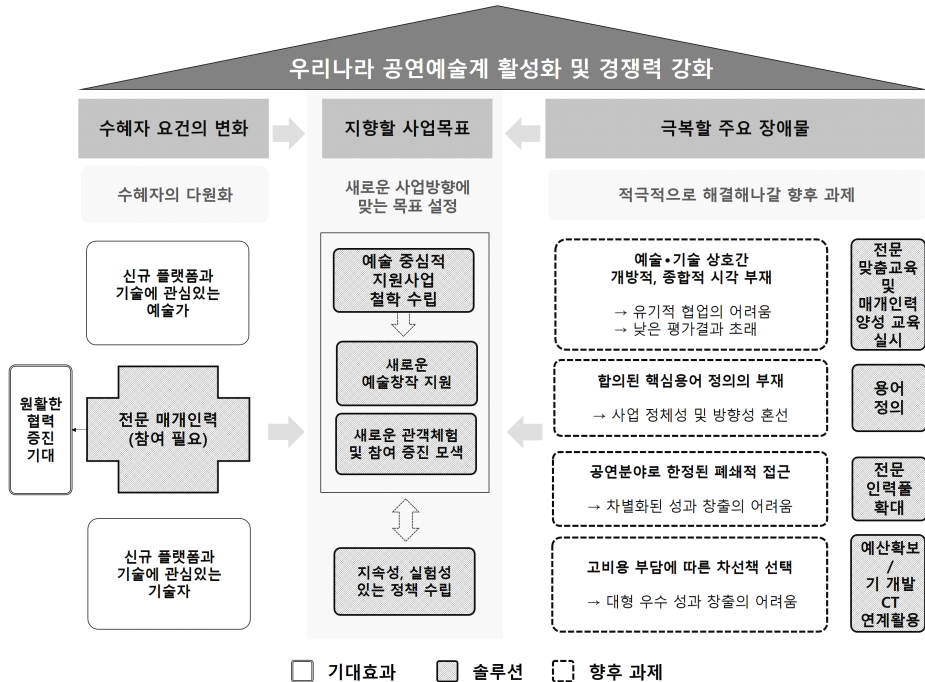 우리나라 공연예술계 활성화 및 경쟁력 강화
수혜자 요건의 변화
지향할 사업목표
극복할 주요 장애물
수혜자의 다원화
새로운 사업방향에
맞는 목표 설정
적극적으로 해결해나갈 향후 과제
신규 플랫폼과
기술에 관심있는
예술가
원활한
협력
증진
기대
전문 매개인력
(참여 필요)
신규 플랫폼과
기술에 관심있는
기술자
예술 중심적
지원사업
철학 수립
새로운
예술창작 지원
새로운 관객체험
및 참여 증진 모색
지속성, 실험성
있는 정책 수립
예술•기술 상호간
개방적, 종합적 시각 부재
→ 유기적 협업의 어려움
→ 낮은 평가결과 초래
전문
맞춤교육
및
매개인력
양성 교육
실시
합의된 핵심용어 정의의 부재
→ 사업 정체성 및 방향성 혼선
용어
정의
공연분야로 한정된 폐쇄적 접근
→ 차별화된 성과 창출의 어려움
전문
인력풀
확대
고비용 부담에 따른 차선책 선택
→ 대형 우수 성과 창출의 어려움
예산확보
/
기 개발
CT
연계활용
기대효과
솔루션
향후 과제